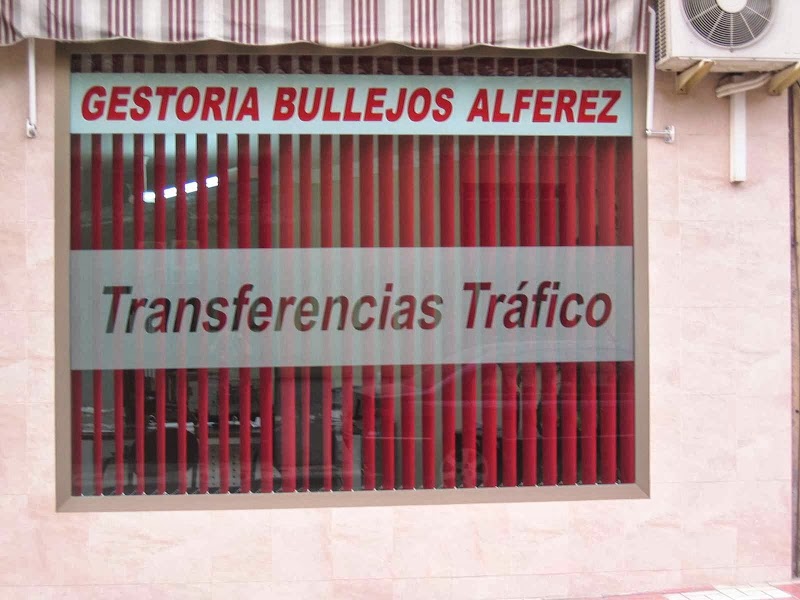 GESTORIA BULLEJOS ALFEREZ
Transferencias Tráfico